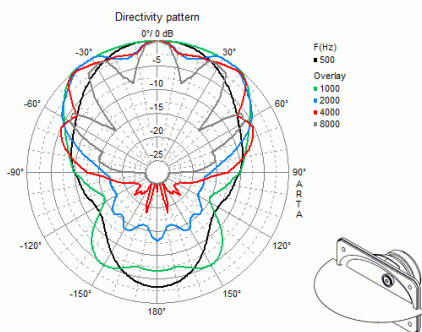 Directivity pattern
0°/ 0 dB
-30°
30°
-5
-10
-15
-20
-25
-60°
60°
-90°
90°
A
R
T
A
-120°
120°
-150°
150°
180°
F(Hz)
500
Overlay
1000
2000
4000
8000